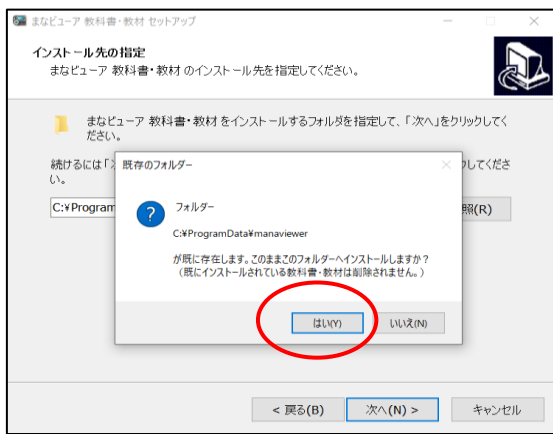 まなビューア 教科書・教材 セットアップ
インストール先の指定
まなビューア 教科書・教材 のインストール先を指定してください。
まなビューア 教科書・教材 をインストールするフォルダを指定して、「次へ」をクリックしてく
ださい。
続けるには「
クしてくださ
い。
C:¥Program
照(R)
既存のフォルダー
フォルダー
C:¥ProgramData¥manaviewer
が既に存在します。このままこのフォルダーへインストールしますか？
（既にインストールされている教科書・教材は削除されません。）
はい(Y)
いいえ(N)
< 戻る(B)
次へ(N) >
キャンセル